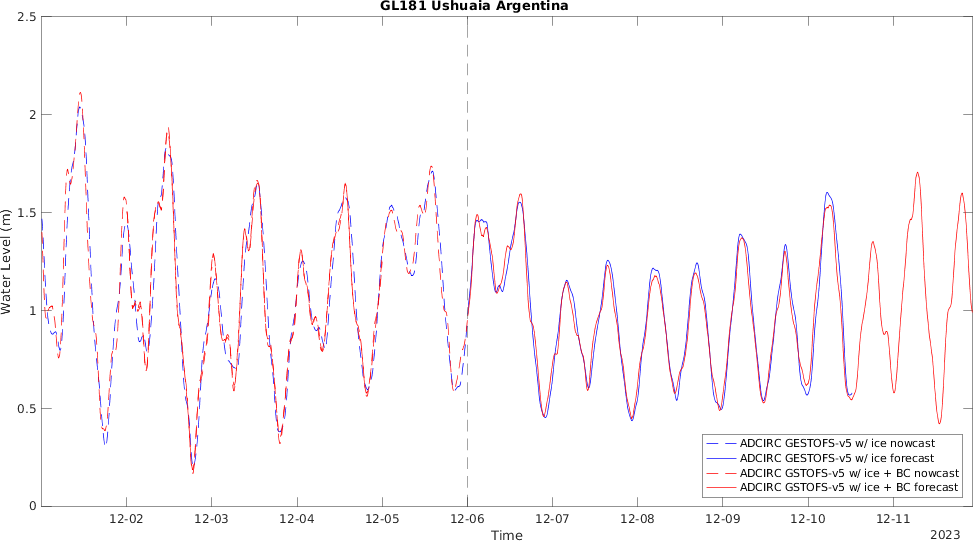 GL181 Ushuaia Argentina
2.5
2
1.5
1
0.5
0
Water Level (m)
12-02
12-03
12-04
12-05
12-06
12-07
12-08
12-09
12-10
12-11
Time
2023
ADCIRC GESTOFS-v5 w/ ice nowcast
ADCIRC GESTOFS-v5 w/ ice forecast
ADCIRC GSTOFS-v5 w/ ice + BC nowcast
ADCIRC GSTOFS-v5 w/ ice + BC forecast